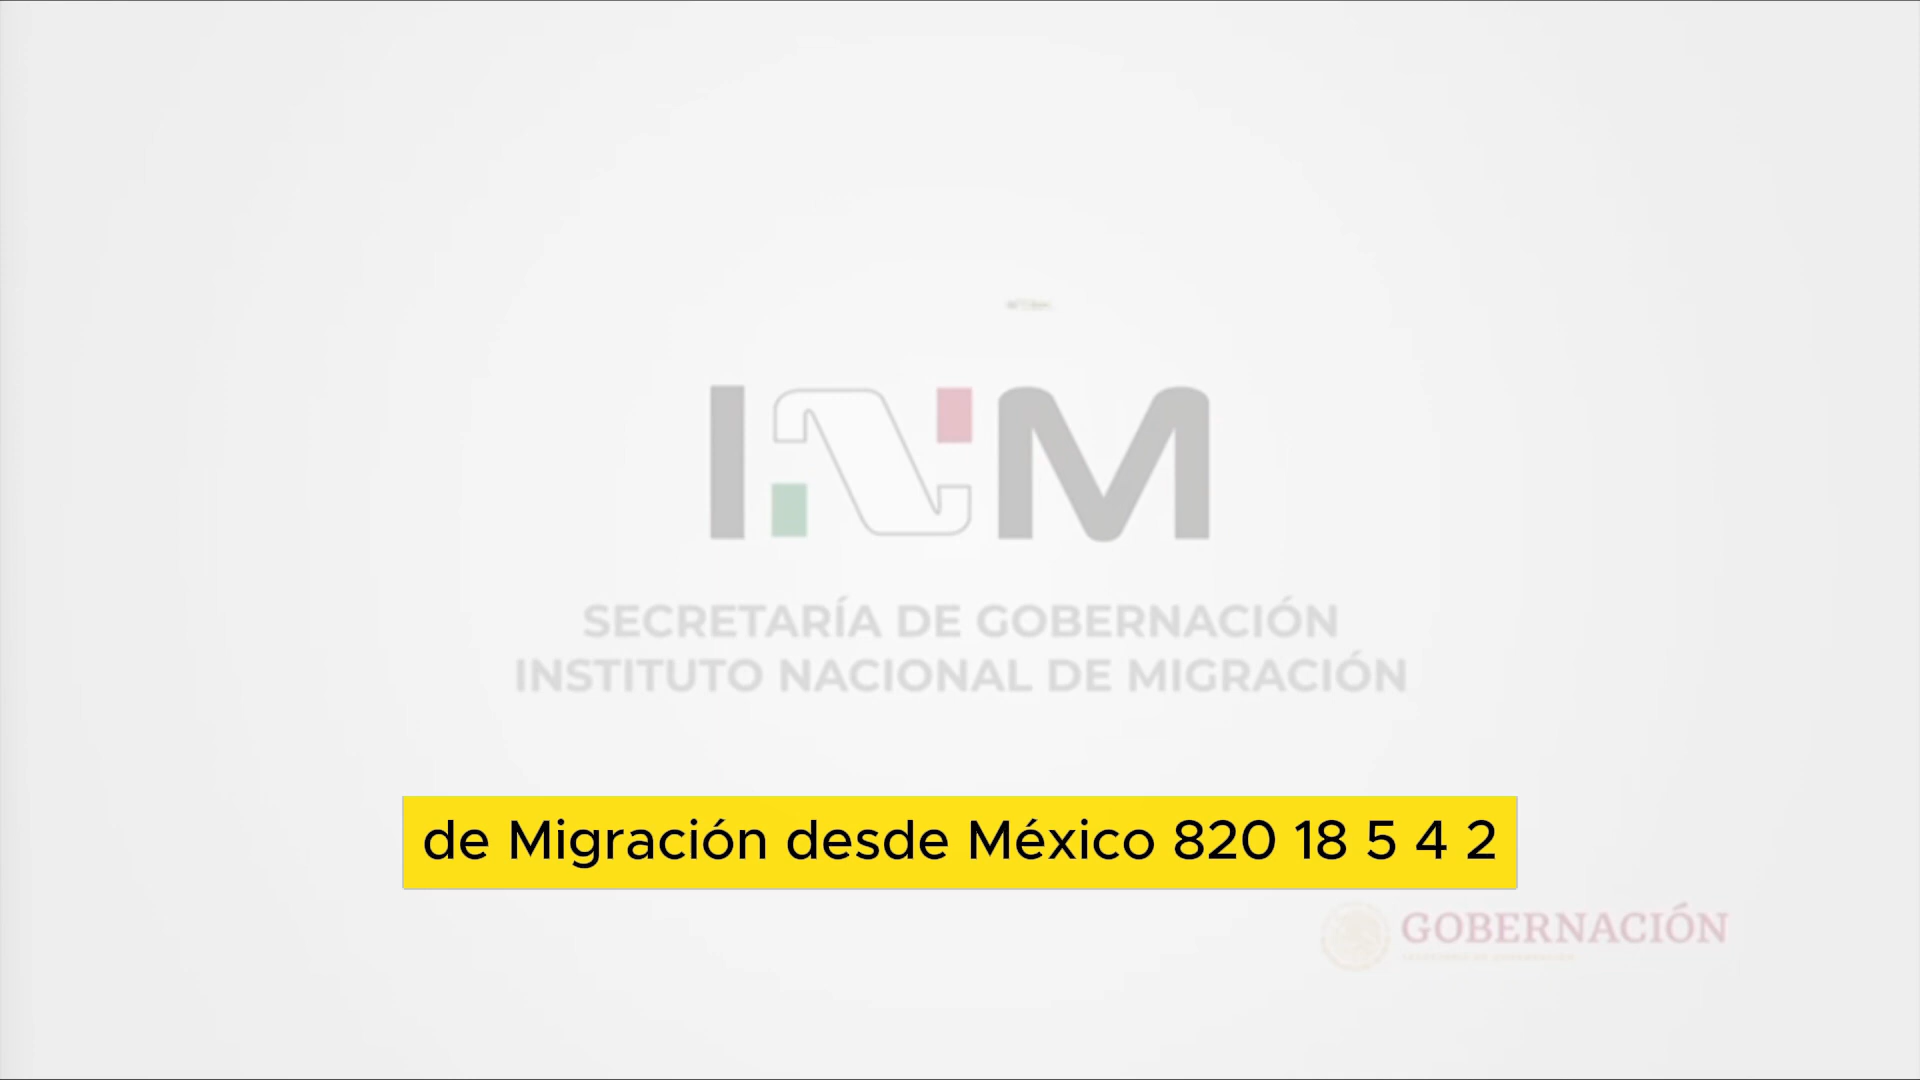 INM
SECRETARÍA DE GOBERNACIÓN
INSTITUTO NACIONAL DE MIGRACIÓN
de Migración desde México 820 18 5 4 2
GOBERNACIÓN